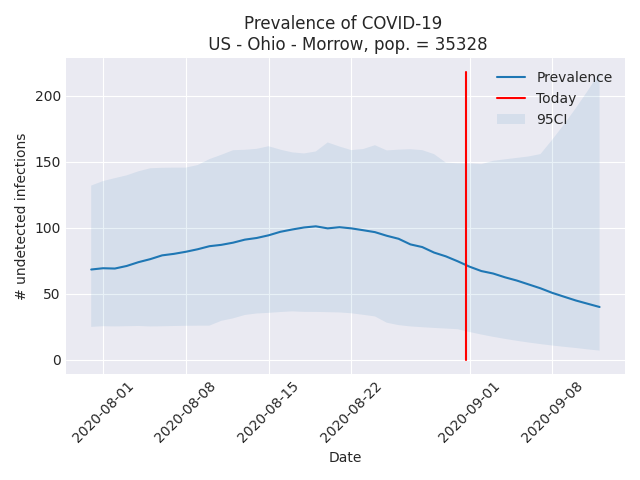 Prevalence of COVID-19
US - Ohio - Morrow, pop. = 35328
Prevalence
Today
95CI
# undetected infections
200
150
100
50
0
2020-08-01
2020-08-08
2020-08-15
2020-08-22
2020-09-01
2020-09-08
Date